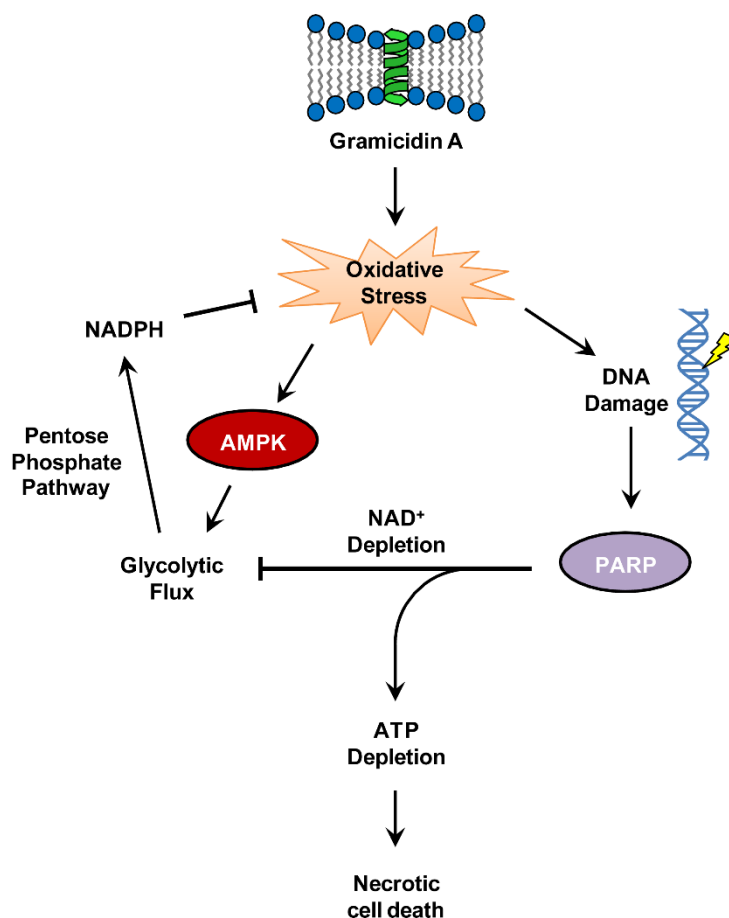 Gramicidin A
Oxidative
Stress
NADPH
DNA
Damage
AMPK
Pentose
Phosphate
Pathway
NAD⁺
Depletion
PARP
Glycolytic
Flux
ATP
Depletion
Necrotic
cell death